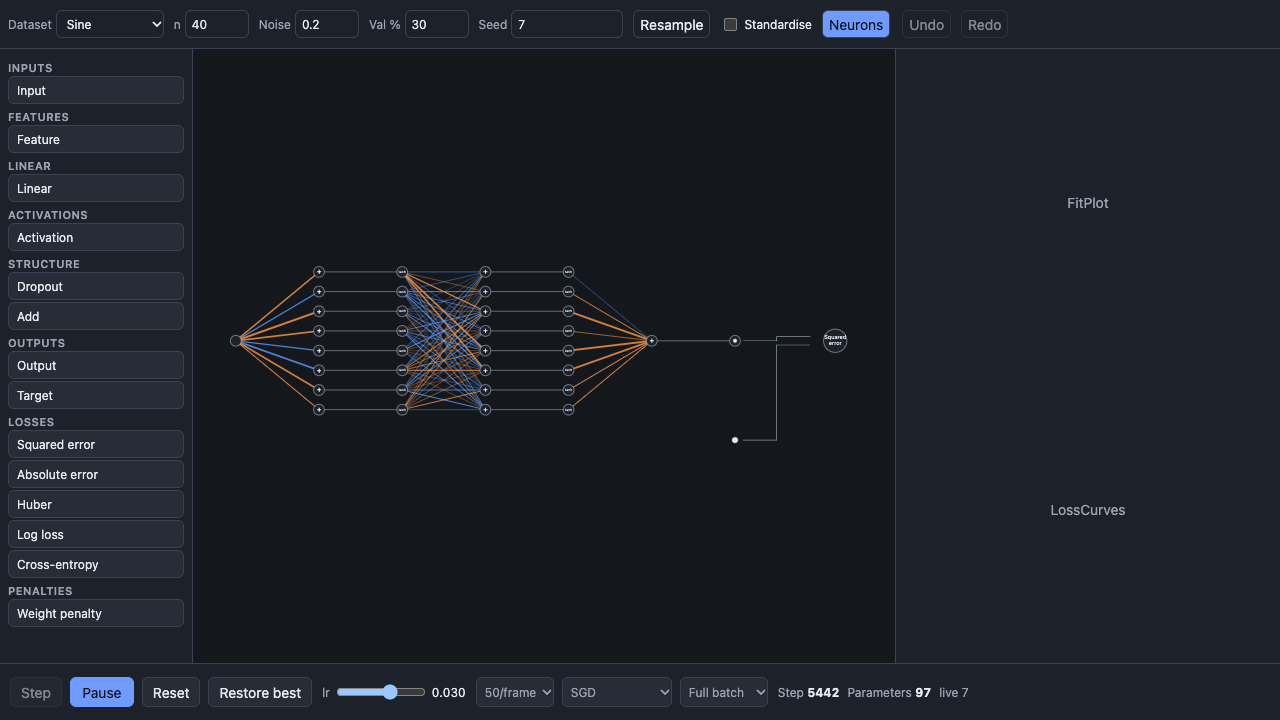 Dataset Sine n 40 Noise 0.2 Val % 30 Seed 7 Resample Standardise Neurons Undo Redo
INPUTS
Input
FEATURES
Feature
LINEAR
Linear
ACTIVATIONS
Activation
STRUCTURE
Dropout
Add
OUTPUTS
Output
Target
LOSSES
Squared error
Absolute error
Huber
Log loss
Cross-entropy
PENALTIES
Weight penalty
Squared
error
FitPlot
LossCurves
Step Pause Reset Restore best lr 0.030 50/frame SGD Full batch Step 5442 Parameters 97 live 7